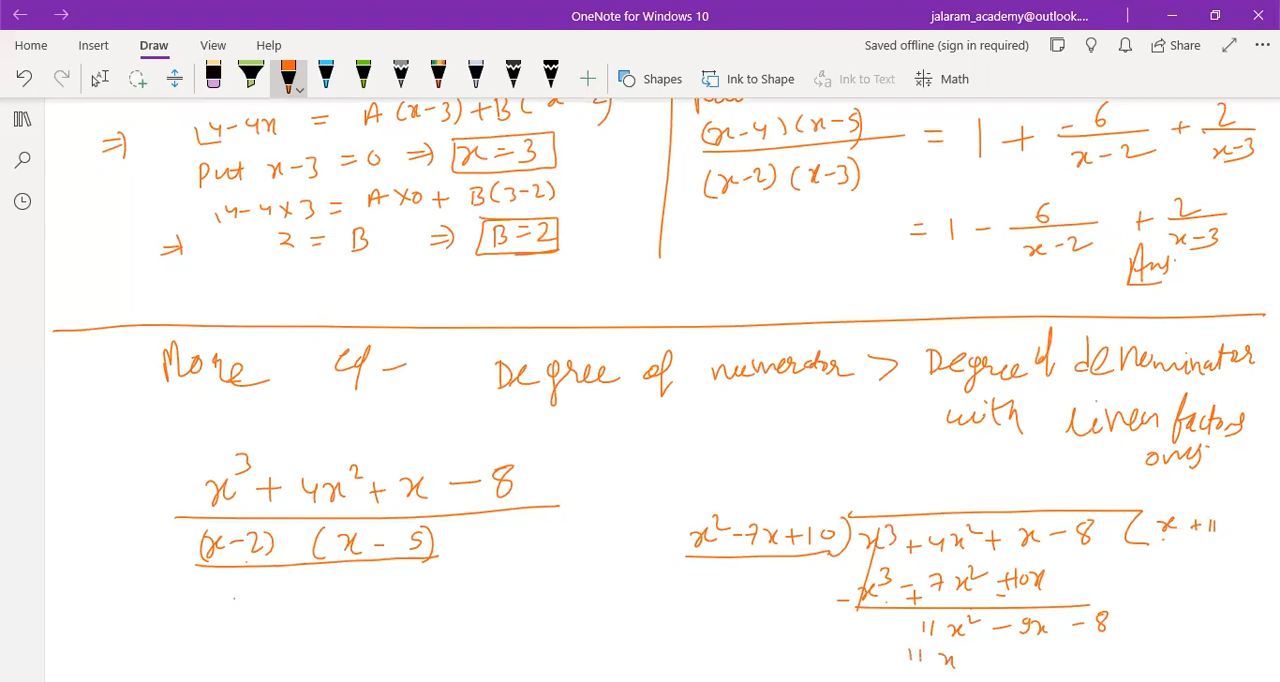 OneNote for Windows 10
jalaram_academy@outlook....
Home Insert Draw View Help
Saved offline (sign in required)
Share
Shapes Ink to Shape Ink to Text Math
⇒ 14-4x = A(x-3)+B(x-2)
Put x-3 = 0 ⇒ x=3
14-4×3 = A×0 + B(3-2)
⇒ 2 = B ⇒ B=2
(x-4)(x-5) / (x-2)(x-3) = 1 + -6/(x-2) + 2/(x-3)
= 1 - 6/(x-2) + 2/(x-3)
Ans.
More eq - Degree of numerator > Degree of denominator
with linear factors
ones
x³+4x²+x-8
(x-2) (x-5)
x²-7x+10)x³+4x²+x-8(x+11
-x³-7x²+10x
+ -
11x²-9x-8
11x